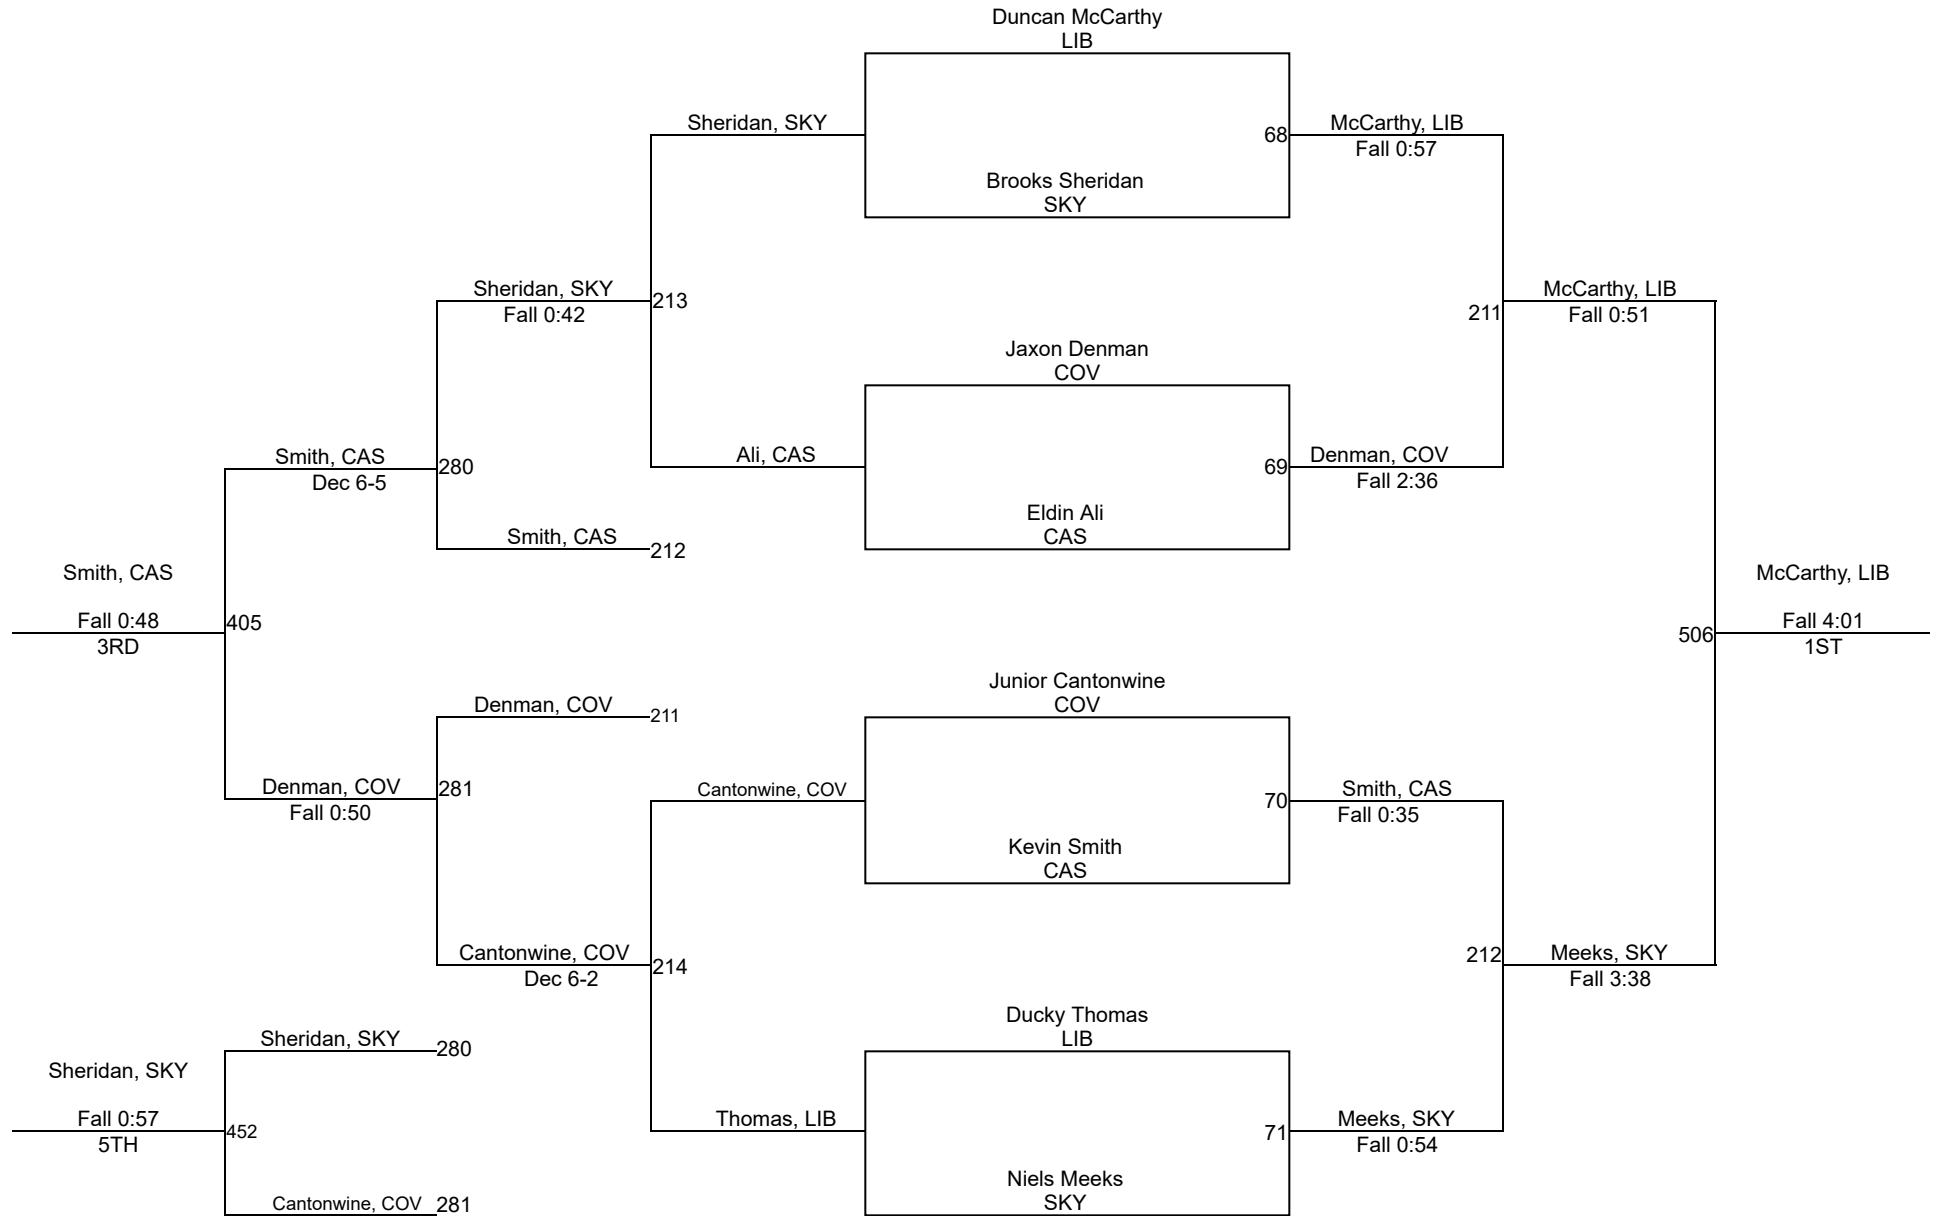 Duncan McCarthy
LIB
Sheridan, SKY
68
McCarthy, LIB
Fall 0:57
Brooks Sheridan
SKY
Sheridan, SKY
Fall 0:42
213
211
McCarthy, LIB
Fall 0:51
Jaxon Denman
COV
Smith, CAS
Dec 6-5
280
Ali, CAS
69
Denman, COV
Fall 2:36
Eldin Ali
CAS
Smith, CAS
212
Smith, CAS
Fall 0:48
3RD
405
McCarthy, LIB
506
Fall 4:01
1ST
Denman, COV
211
Junior Cantonwine
COV
Denman, COV
Fall 0:50
281
Cantonwine, COV
70
Smith, CAS
Fall 0:35
Kevin Smith
CAS
Cantonwine, COV
Dec 6-2
214
212
Meeks, SKY
Fall 3:38
Ducky Thomas
LIB
Sheridan, SKY
280
Sheridan, SKY
Fall 0:57
5TH
452
Thomas, LIB
71
Meeks, SKY
Fall 0:54
Niels Meeks
SKY
Cantonwine, COV
281